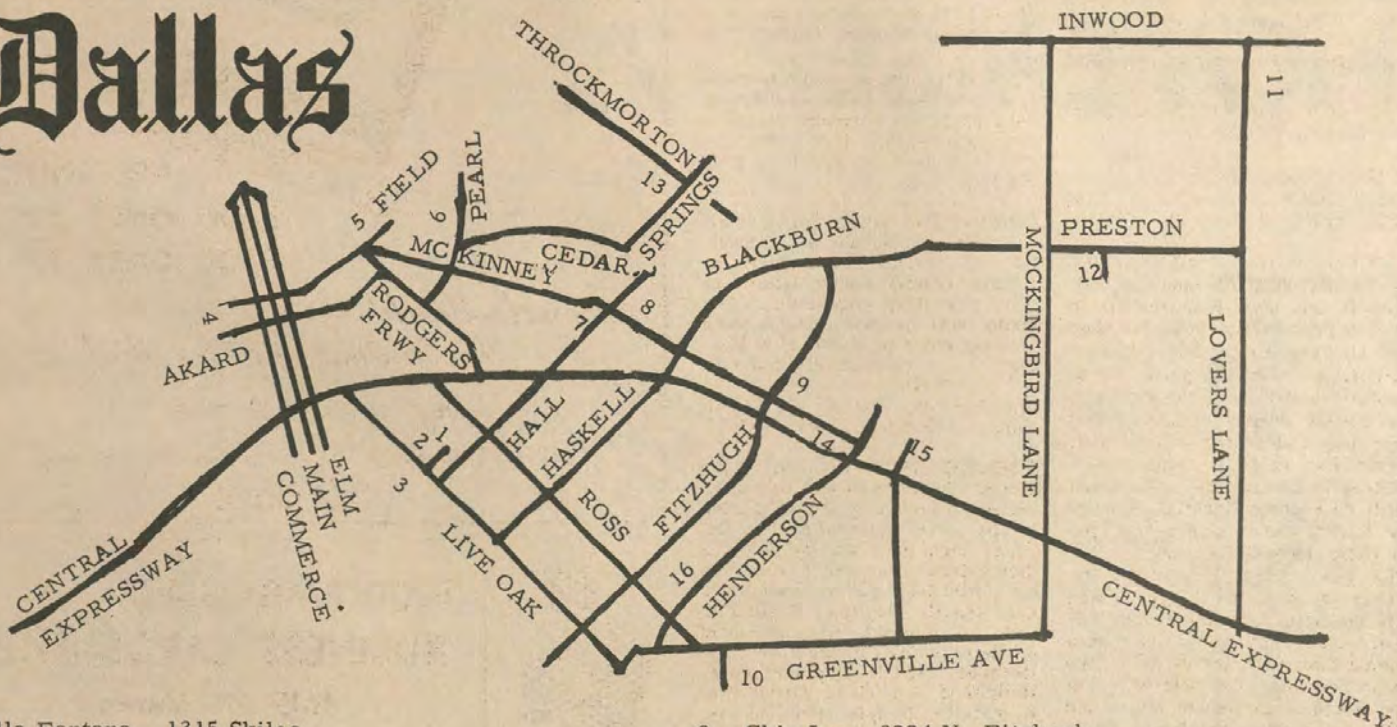 Dallas
INWOOD
THROCKMORTON
11
13
PEARL
FIELD
5
6
SPRINGS
CEDAR
MC KINNEY
BLACKBURN
PRESTON
12
MOCKINGBIRD LANE
LOVERS LANE
4
AKARD
RODGERS
FRWY
7
8
9
14
15
1
2
3
HALL
HASKELL
ROSS
FITZHUGH
16
HENDERSON
LIVE OAK
ELM
MAIN
COMMERCE
CENTRAL
EXPRESSWAY
10 GREENVILLE AVE
CENTRAL EXPRESSWAY
1315 Skiles